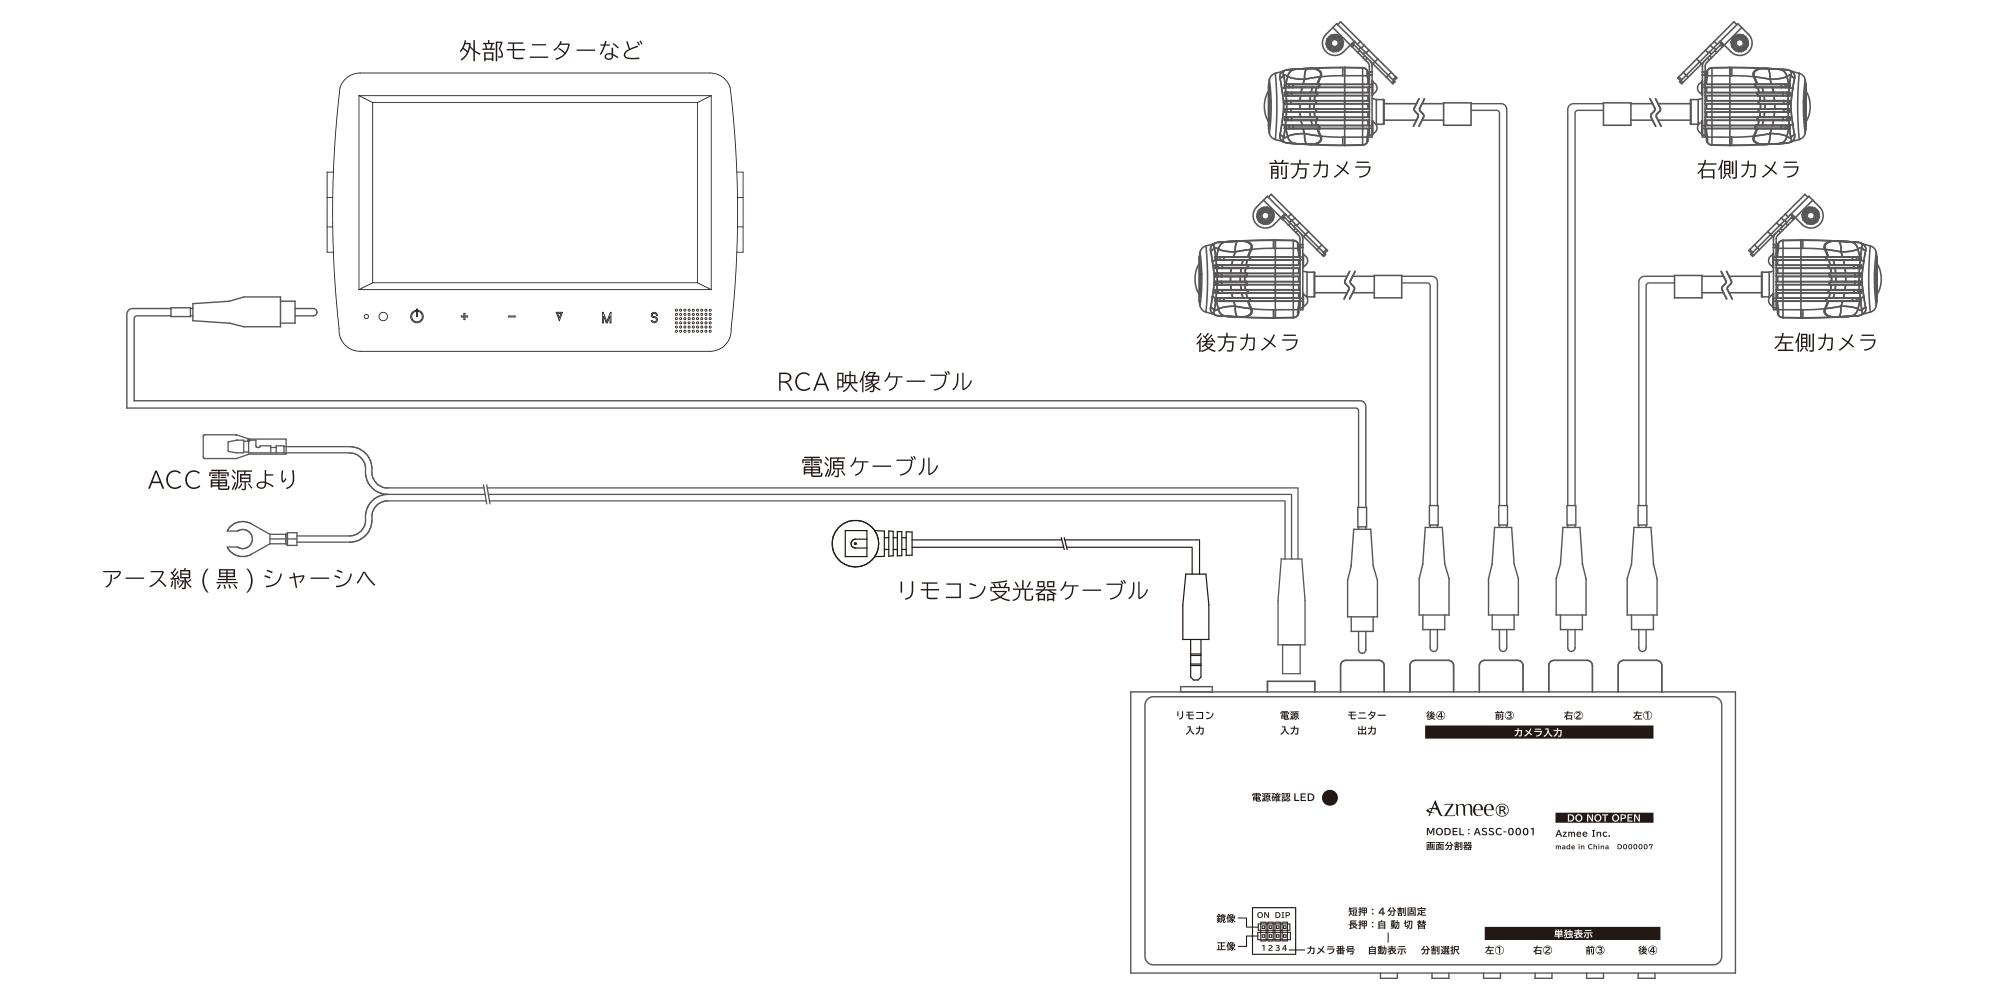 外部モニターなど
前方カメラ
右側カメラ
M S
後方カメラ
左側カメラ
RCA 映像ケーブル
電源ケーブル
ACC 電源より
アース線 ( 黒 ) シャーシへ
リモコン受光器ケーブル
リモコン 入力
電源 入力
モニター 出力
後④ 前③ 右② 左①
カメラ入力
電源確認 LED
Azmee®
MODEL : ASSC-0001
画面分割器
DO NOT OPEN
Azmee Inc.
made in China D000007
鏡像
正像
ON DIP
1 2 3 4
カメラ番号
短押 : 4 分割固定
長押 : 自 動 切 替
自動表示
分割選択
単独表示
左① 右② 前③ 後④